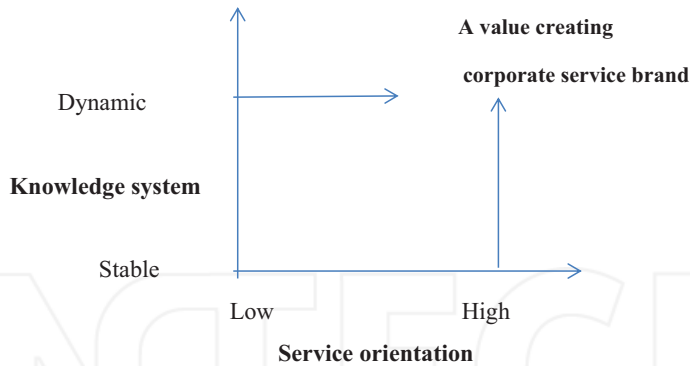 A value creating
corporate service brand
Dynamic
Knowledge system
Stable
Low High
Service orientation